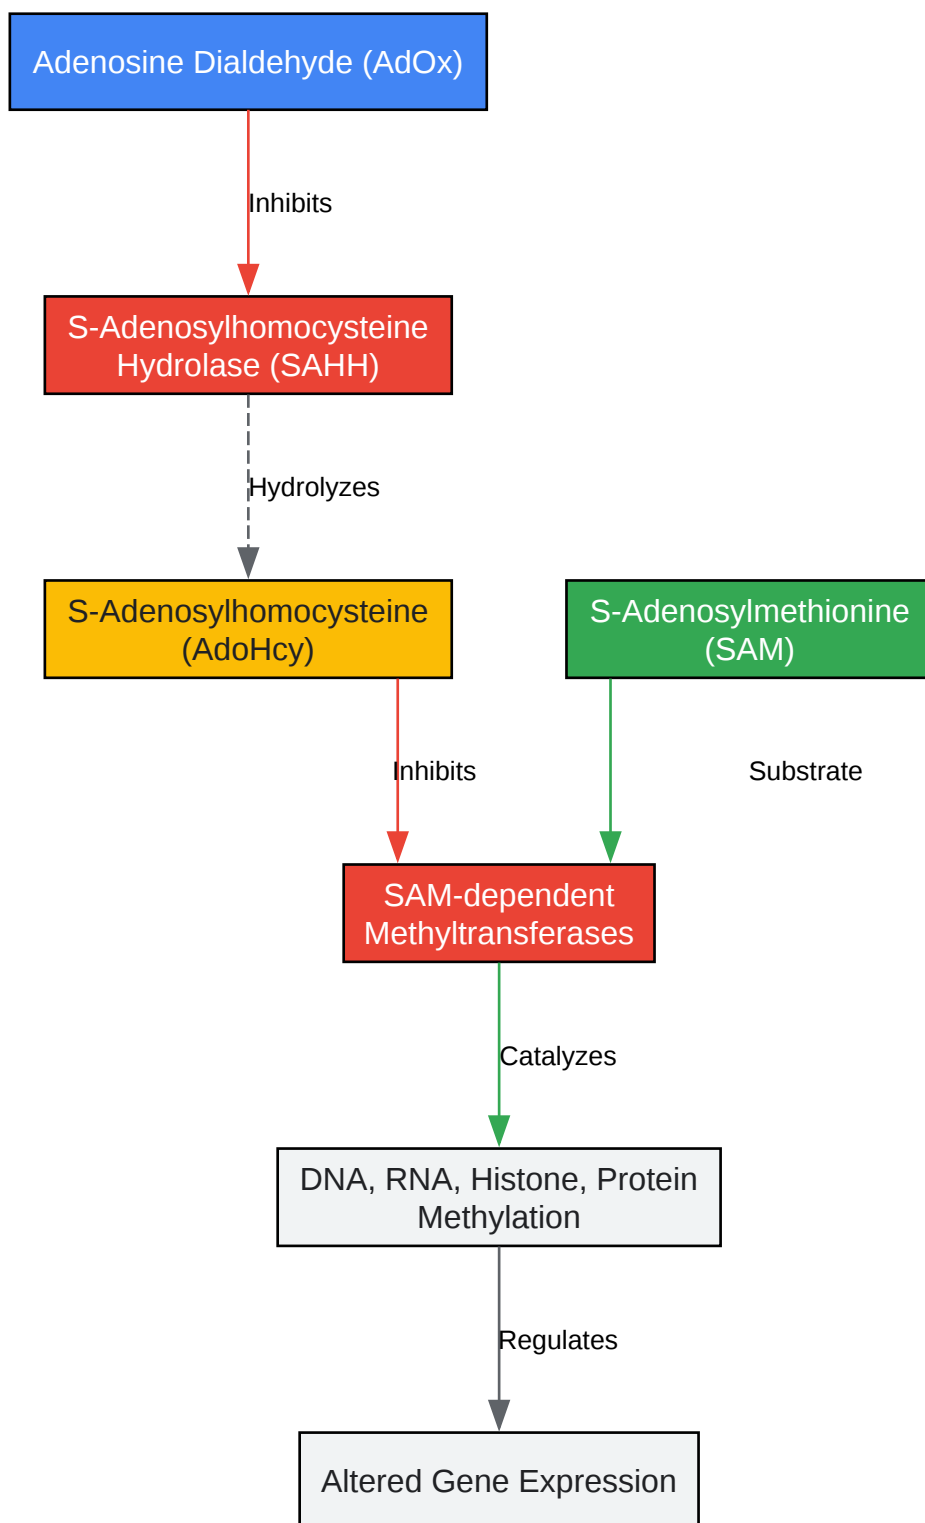 Adenosine Dialdehyde (AdOx)
Inhibits
S-Adenosylhomocysteine
Hydrolase (SAHH)
Hydrolyzes
S-Adenosylhomocysteine
(AdoHcy)
S-Adenosylmethionine
(SAM)
Inhibits
Substrate
SAM-dependent
Methyltransferases
Catalyzes
DNA, RNA, Histone, Protein
Methylation
Regulates
Altered Gene Expression